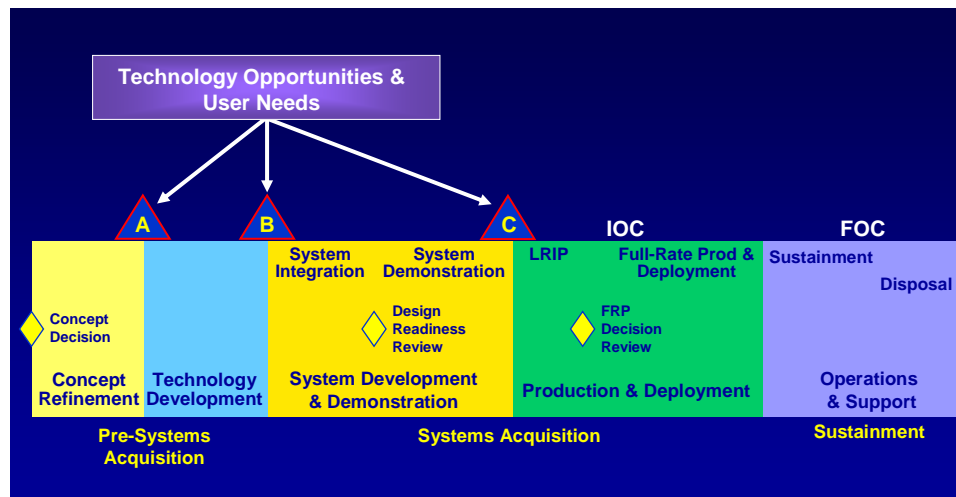 Technology Opportunities &
User Needs
A
B
C
IOC
FOC
System
Integration
System
Demonstration
LRIP
Full-Rate Prod &
Deployment
Sustainment
Disposal
Concept
Decision
Design
Readiness
Review
FRP
Decision
Review
Concept
Refinement
Technology
Development
System Development
& Demonstration
Production & Deployment
Operations
& Support
Pre-Systems
Acquisition
Systems Acquisition
Sustainment